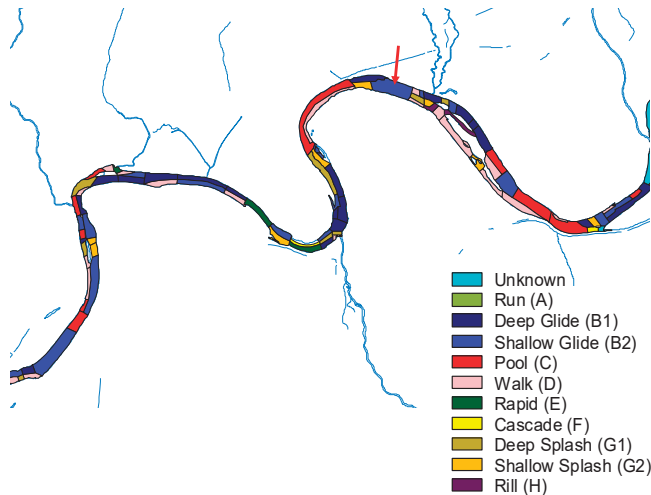 Unknown
Run (A)
Deep Glide (B1)
Shallow Glide (B2)
Pool (C)
Walk (D)
Rapid (E)
Cascade (F)
Deep Splash (G1)
Shallow Splash (G2)
Rill (H)